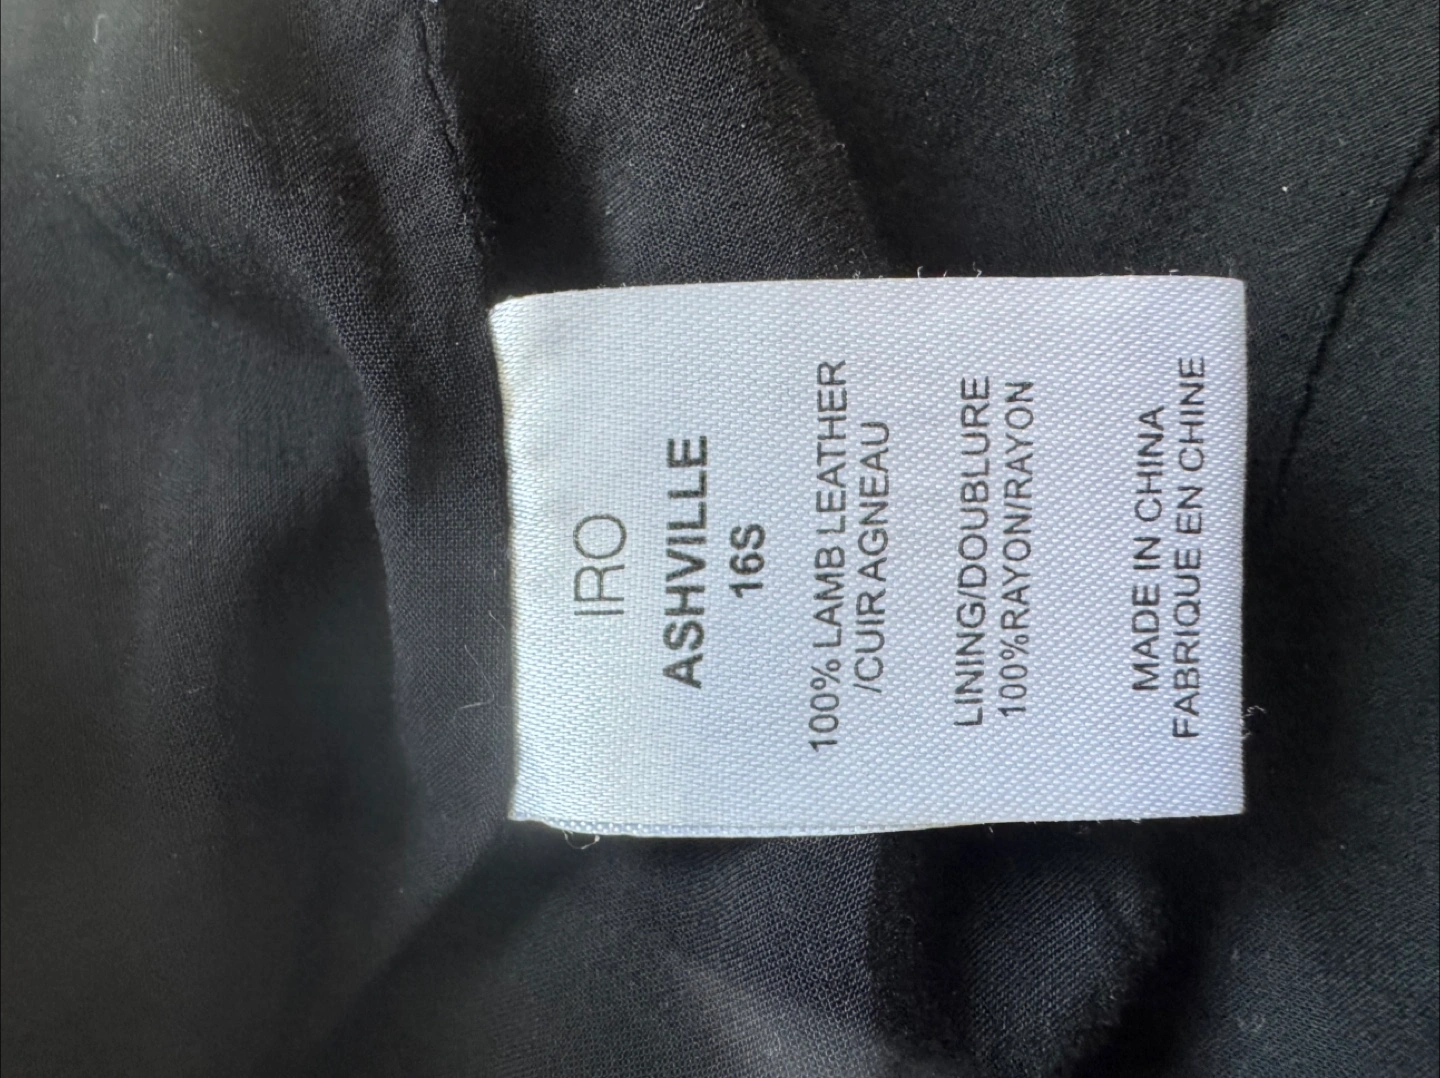 IRO
ASHVILLE
16S
100% LAMB LEATHER
/CUIR AGNEAU
LINING/DOUBLURE
100%RAYON/RAYON
MADE IN CHINA
FABRIQUE EN CHINE